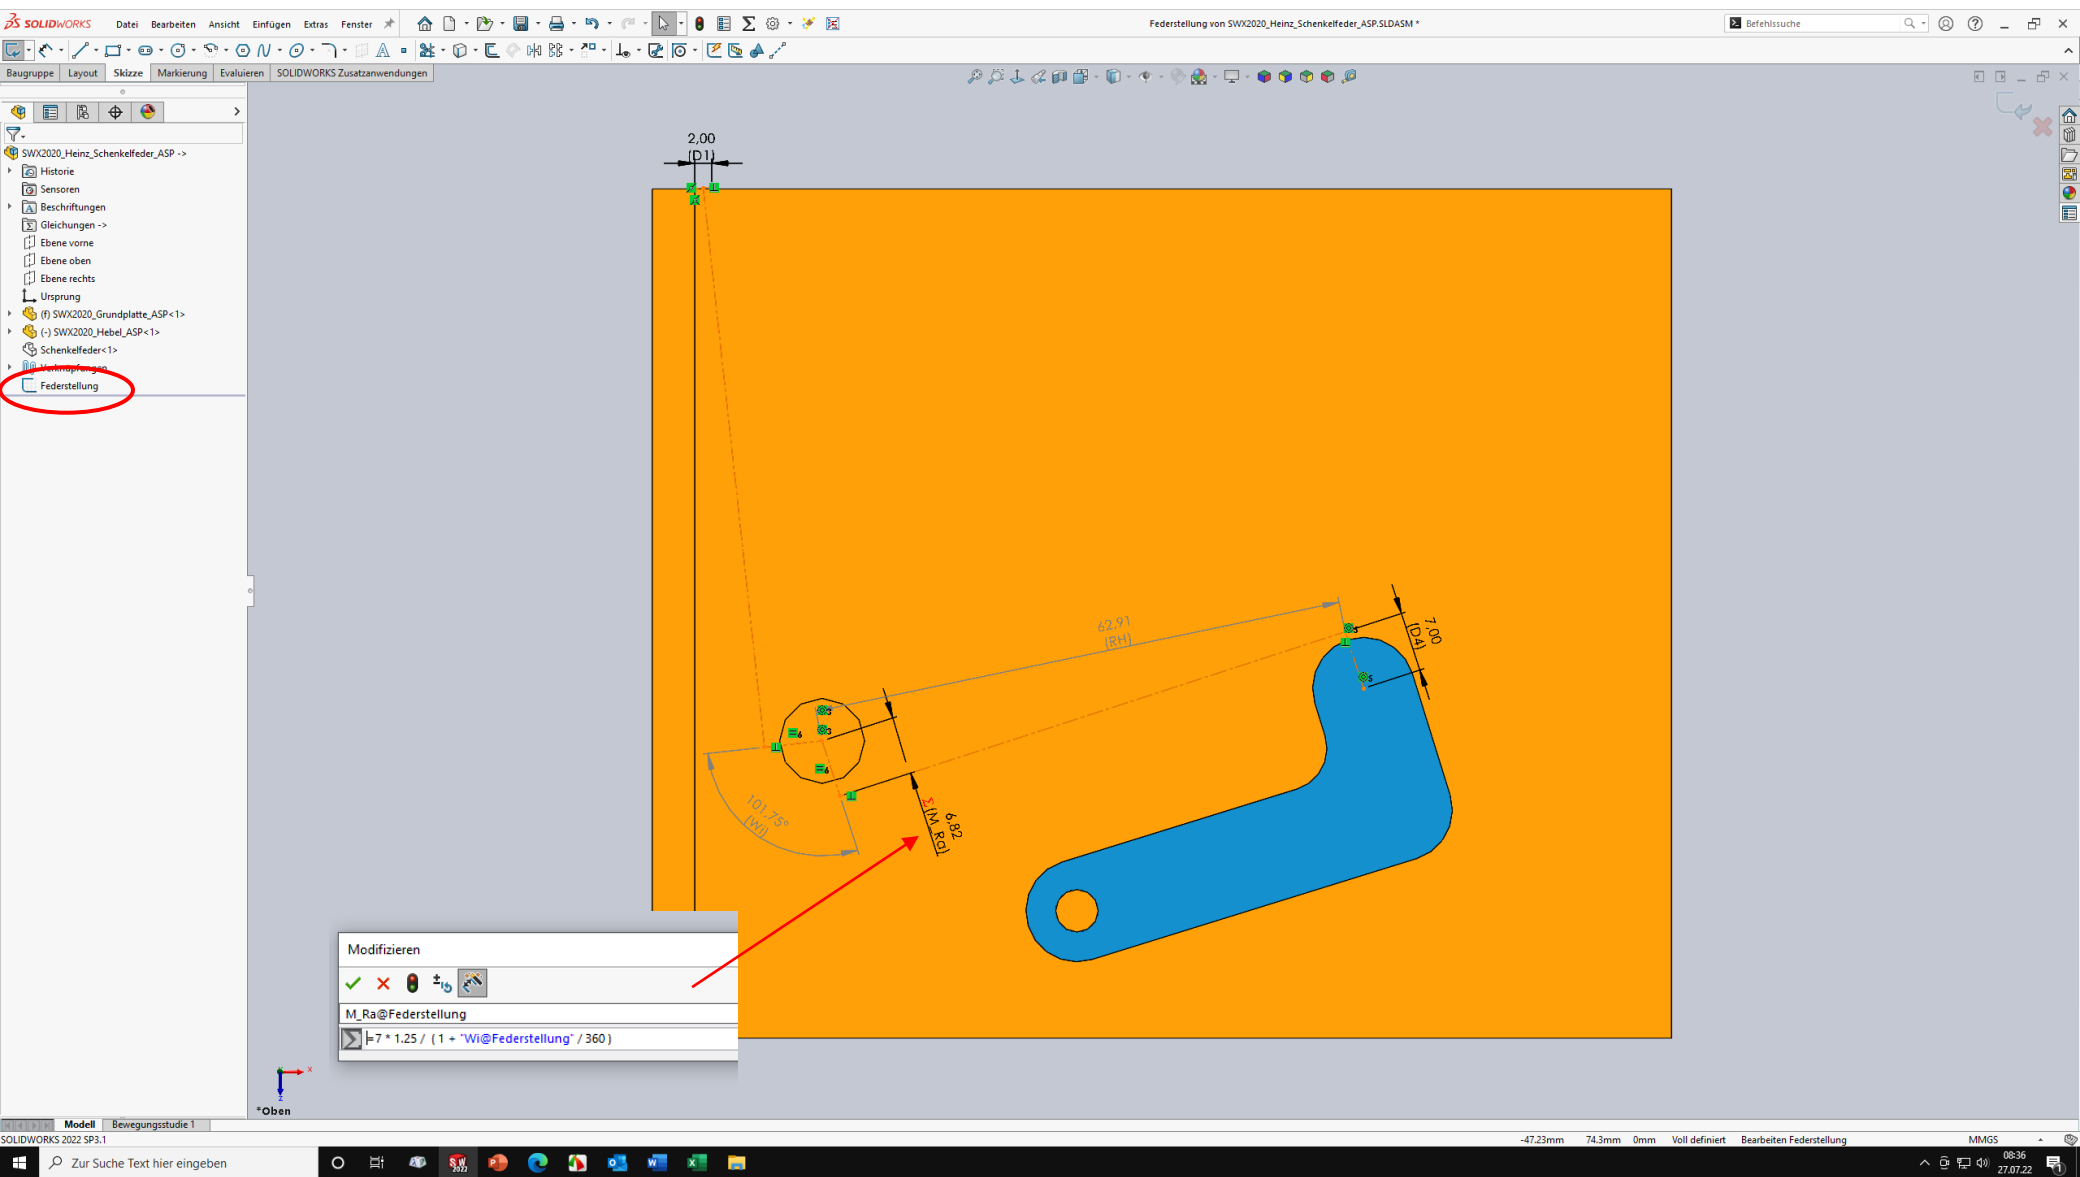 SOLIDWORKS Datei Bearbeiten Ansicht Einfügen Extras Fenster
Federstellung von SWX2020_Heinz_Schenkelfeder_ASP.SLDASM *
Befehlssuche
Baugruppe Layout Skizze Markierung Evaluieren SOLIDWORKS Zusatzanwendungen
SWX2020_Heinz_Schenkelfeder_ASP ->
Historie
Sensoren
Beschriftungen
Gleichungen ->
Ebene vorne
Ebene oben
Ebene rechts
Ursprung
(f) SWX2020_Grundplatte_ASP<1>
(-) SWX2020_Hebel_ASP<1>
Schenkelfeder<1>
Verknüpfungen
Federstellung
2,00
(D1)
62,91
(RH)
7,00
(D4)
101,75°
(Wi)
6,82
Σ(M_Ra)
Modifizieren
M_Ra@Federstellung
=7 * 1.25 / ( 1 + "Wi@Federstellung" / 360 )
x
z
*Oben
Modell Bewegungsstudie 1
SOLIDWORKS 2022 SP3.1
-47.23mm 74.3mm 0mm Voll definiert Bearbeiten Federstellung MMGS
Zur Suche Text hier eingeben
08:36
27.07.22